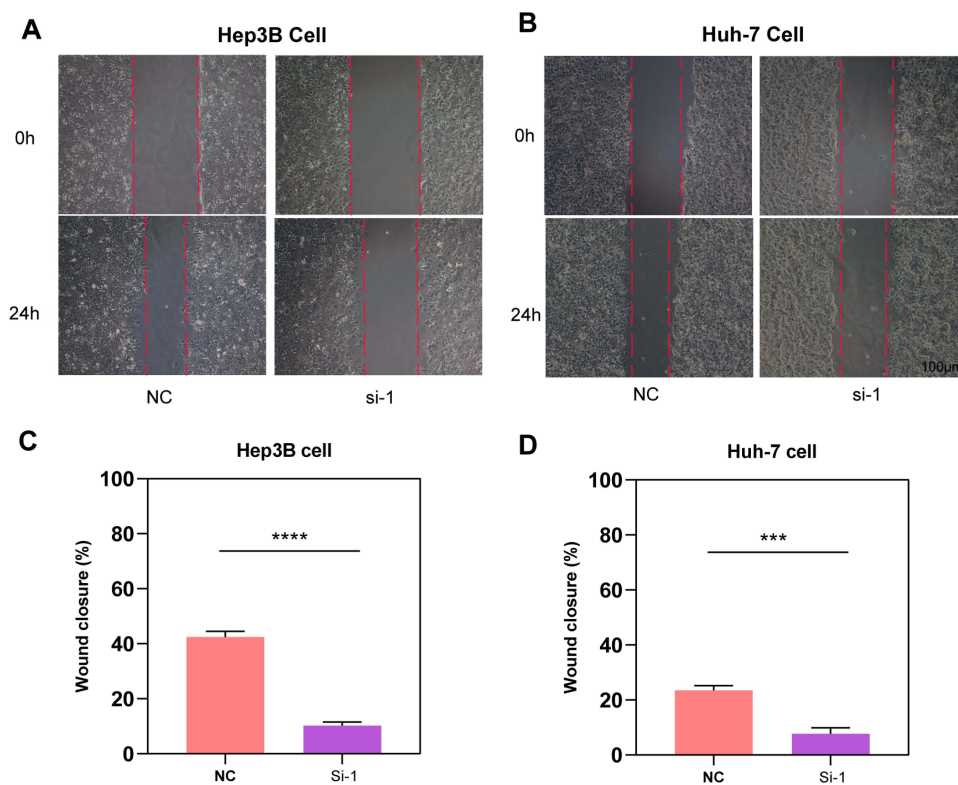 A
Hep3B Cell
0h
24h
NC
si-1
B
Huh-7 Cell
0h
24h
100μm
NC
si-1
C
Hep3B cell
Wound closure (%)
100
80
60
40
20
0
****
NC
Si-1
D
Huh-7 cell
Wound closure (%)
100
80
60
40
20
0
***
NC
Si-1